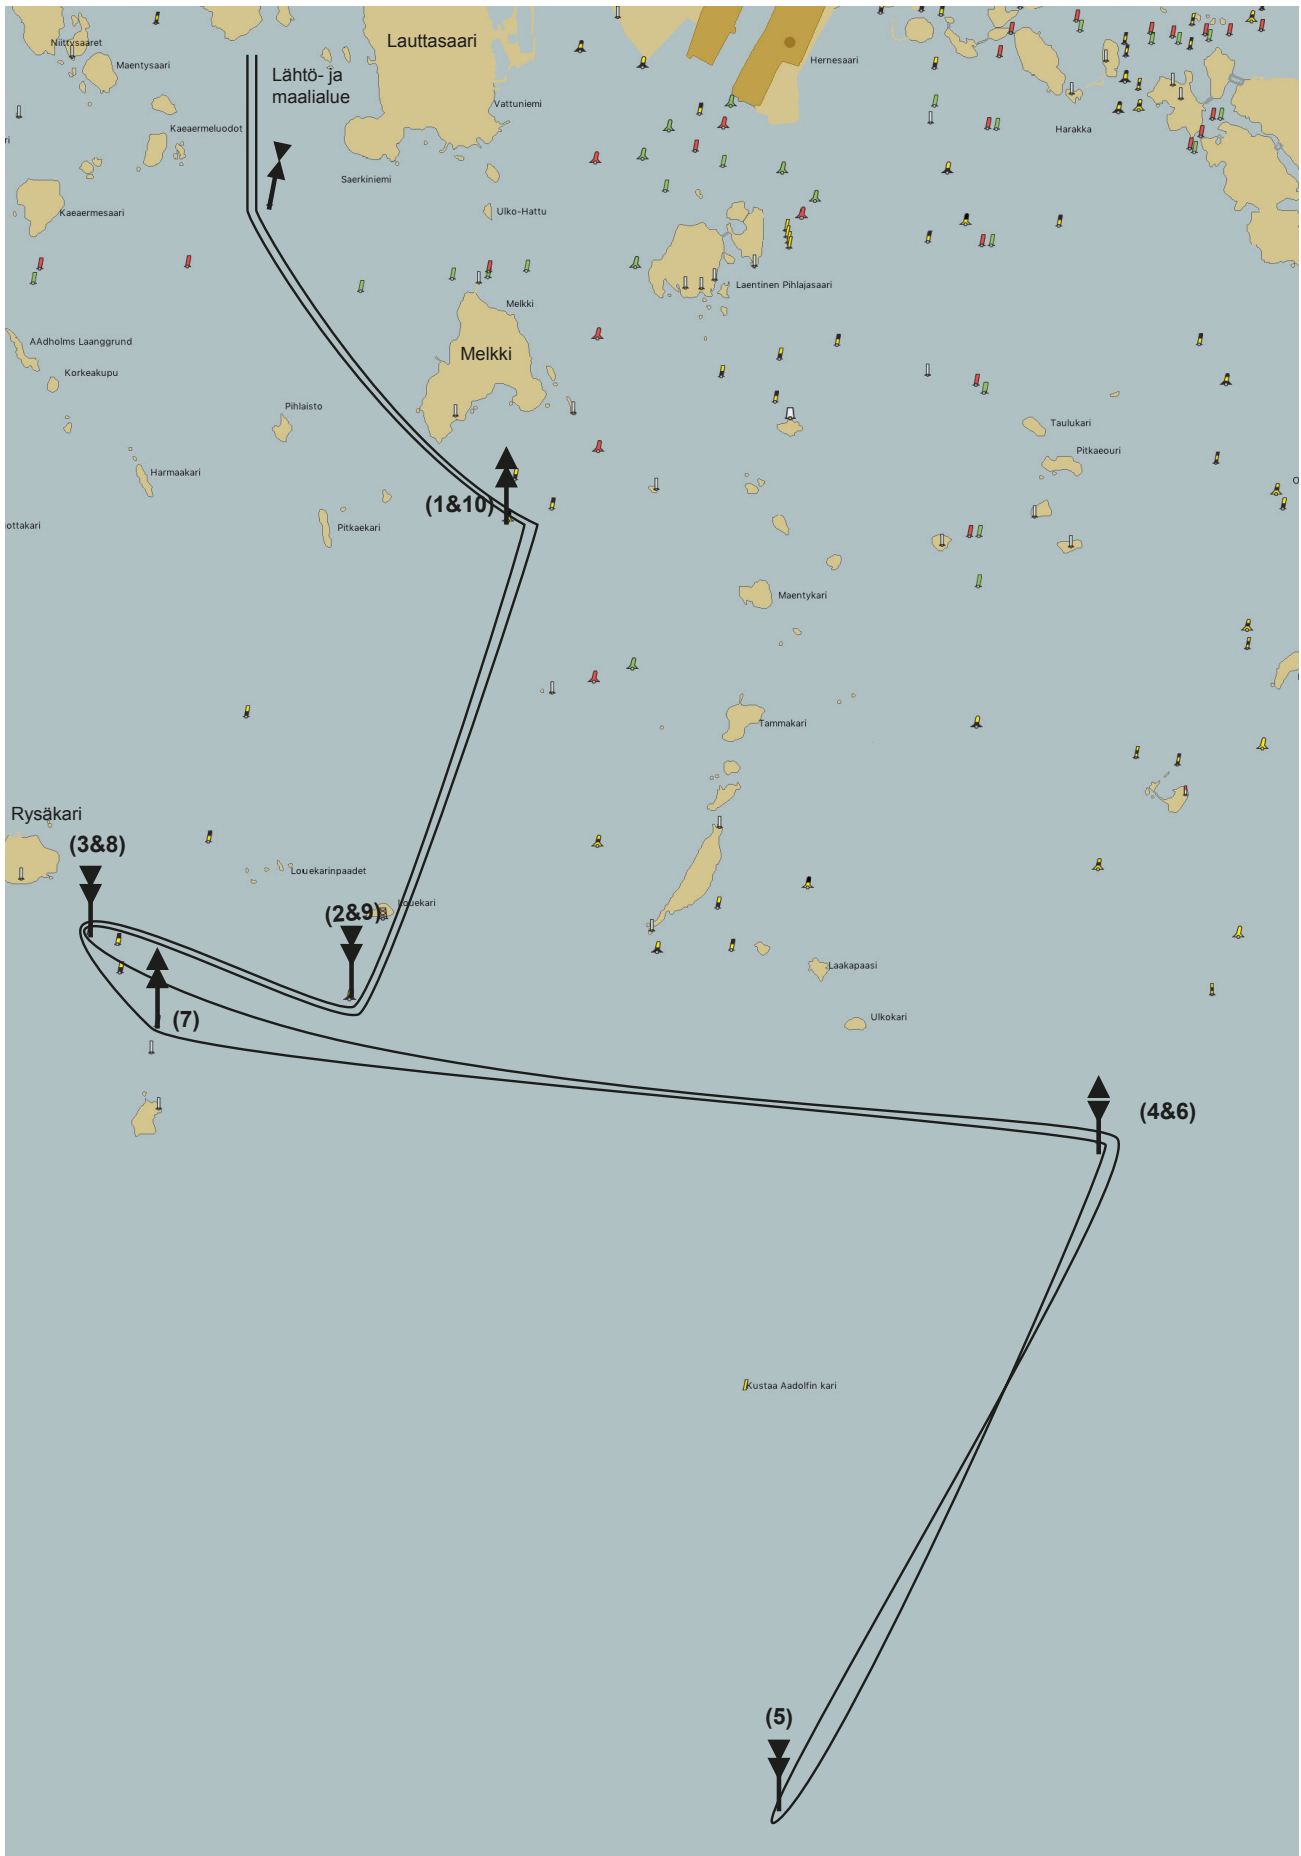 Lauttasaari
Niittysaaret
Maentysaari
Hernesaari
Lähtö- ja
maalialue
Vattuniemi
Kaeaermeluodot
Harakka
ri
Saerkiniemi
Kaeaermesaari
Ulko-Hattu
Laentinen Pihlajasaari
Melkki
AAdholms Laanggrund
Melkki
Korkeakupu
Pihlaisto
Taulukari
Pitkaeouri
Harmaakari
O
(1&10)
ottakari
Pitkaekari
Maentykari
Tammakari
Rysäkari
(3&8)
Louekarinpaadet
Louekari
(2&9)
Laakapaasi
(7)
Ulkokari
(4&6)
Kustaa Aadolfin kari
(5)